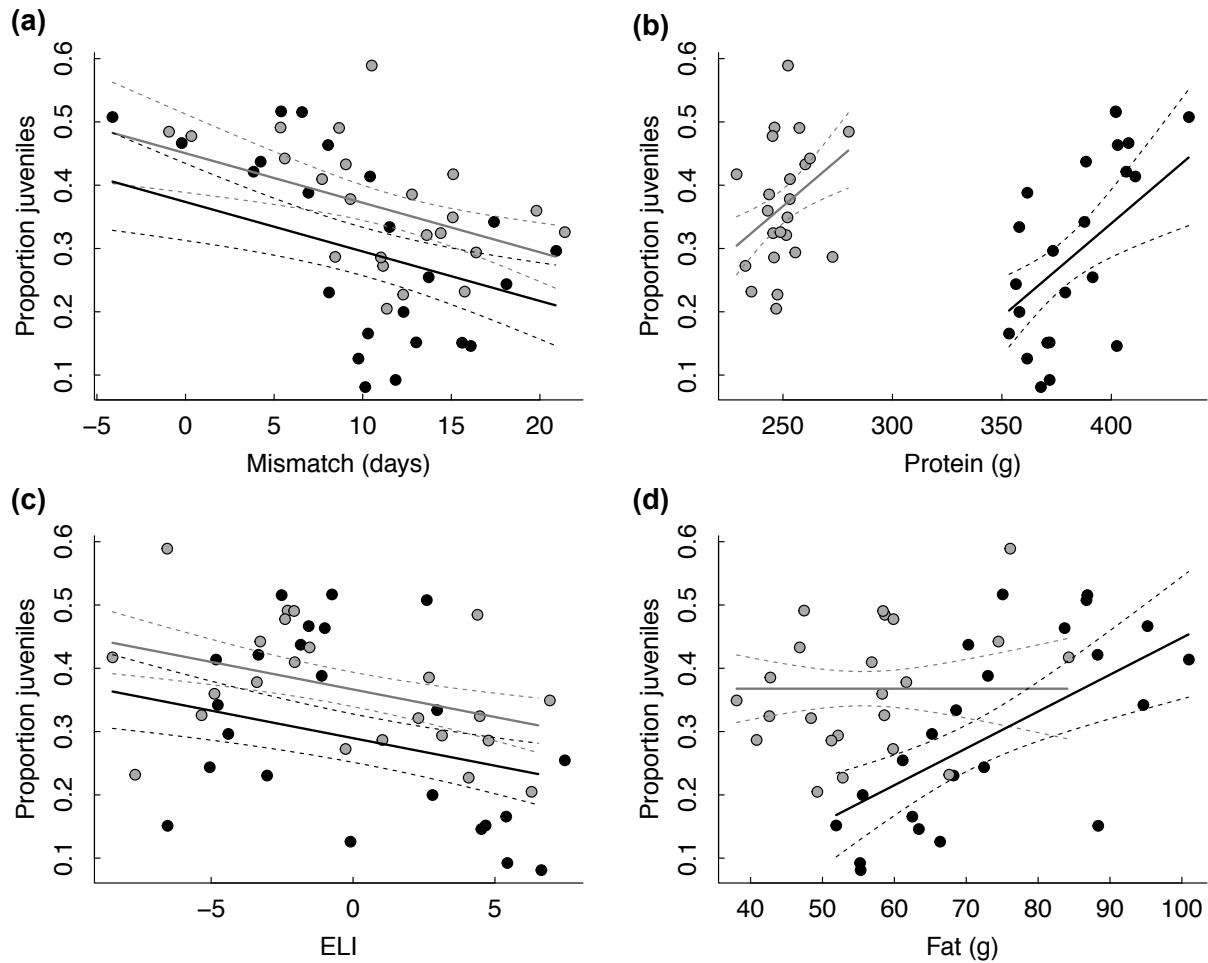 (a)
Proportion juveniles
0.6
0.5
0.4
0.3
0.2
0.1
−5 0 5 10 15 20
Mismatch (days)
(b)
Proportion juveniles
0.6
0.5
0.4
0.3
0.2
0.1
250 300 350 400
Protein (g)
(c)
Proportion juveniles
0.6
0.5
0.4
0.3
0.2
0.1
−5 0 5
ELI
(d)
Proportion juveniles
0.6
0.5
0.4
0.3
0.2
0.1
40 50 60 70 80 90 100
Fat (g)